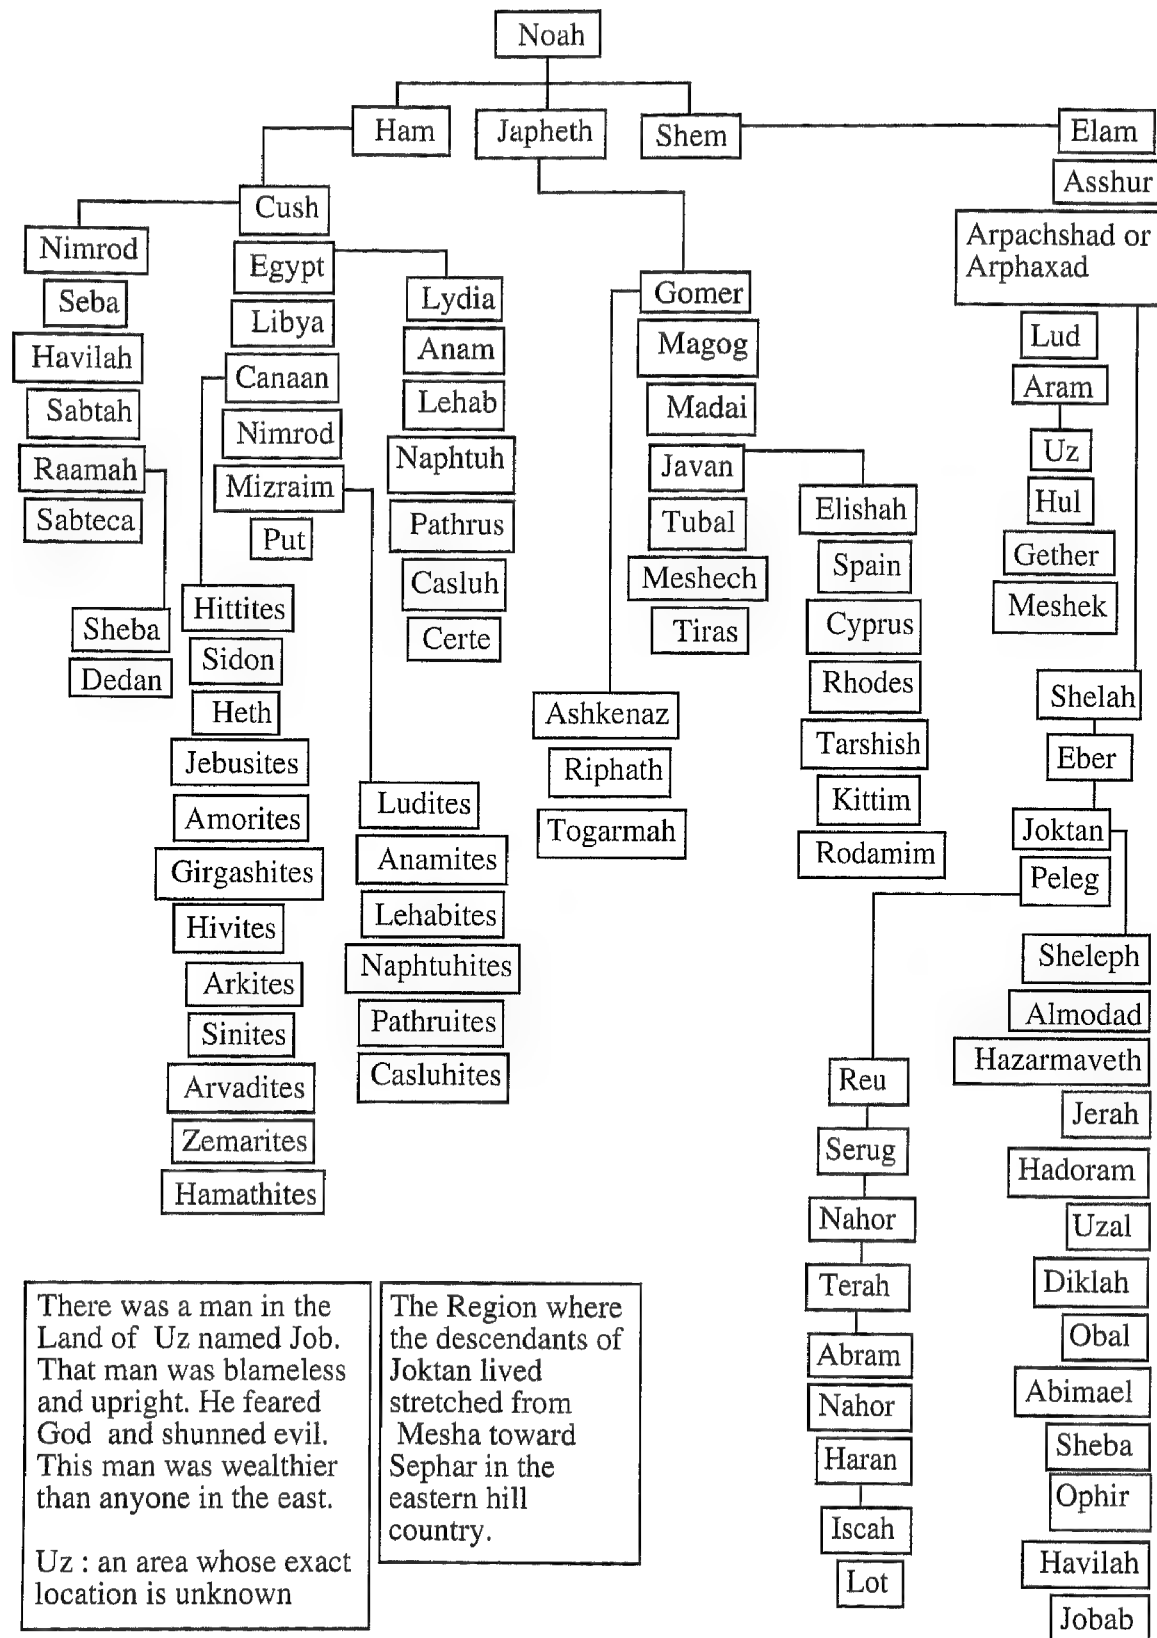 Noah
Ham
Japheth
Shem
Elam
Asshur
Arpachshad or
Arphaxad
Lud
Aram
Uz
Hul
Gether
Meshek
Cush
Egypt
Libya
Canaan
Nimrod
Mizraim
Put
Nimrod
Seba
Havilah
Sabtah
Raamah
Sabteca
Sheba
Dedan
Lydia
Anam
Lehab
Naphtuh
Pathrus
Casluh
Certe
Hittites
Sidon
Heth
Jebusites
Amorites
Girgashites
Hivites
Arkites
Sinites
Arvadites
Zemarites
Hamathites
Ludites
Anamites
Lehabites
Naphtuhites
Pathruites
Casluhites
Gomer
Magog
Madai
Javan
Tubal
Meshech
Tiras
Ashkenaz
Riphath
Togarmah
Elishah
Spain
Cyprus
Rhodes
Tarshish
Kittim
Rodamim
Shelah
Eber
Joktan
Peleg
Reu
Serug
Nahor
Terah
Abram
Nahor
Haran
Iscah
Lot
Sheleph
Almodad
Hazarmaveth
Jerah
Hadoram
Uzal
Diklah
Obal
Abimael
Sheba
Ophir
Havilah
Jobab
There was a man in the
Land of Uz named Job.
That man was blameless
and upright. He feared
God and shunned evil.
This man was wealthier
than anyone in the east.
Uz : an area whose exact
location is unknown
The Region where
the descendants of
Joktan lived
stretched from
Mesha toward
Sephar in the
eastern hill
country.